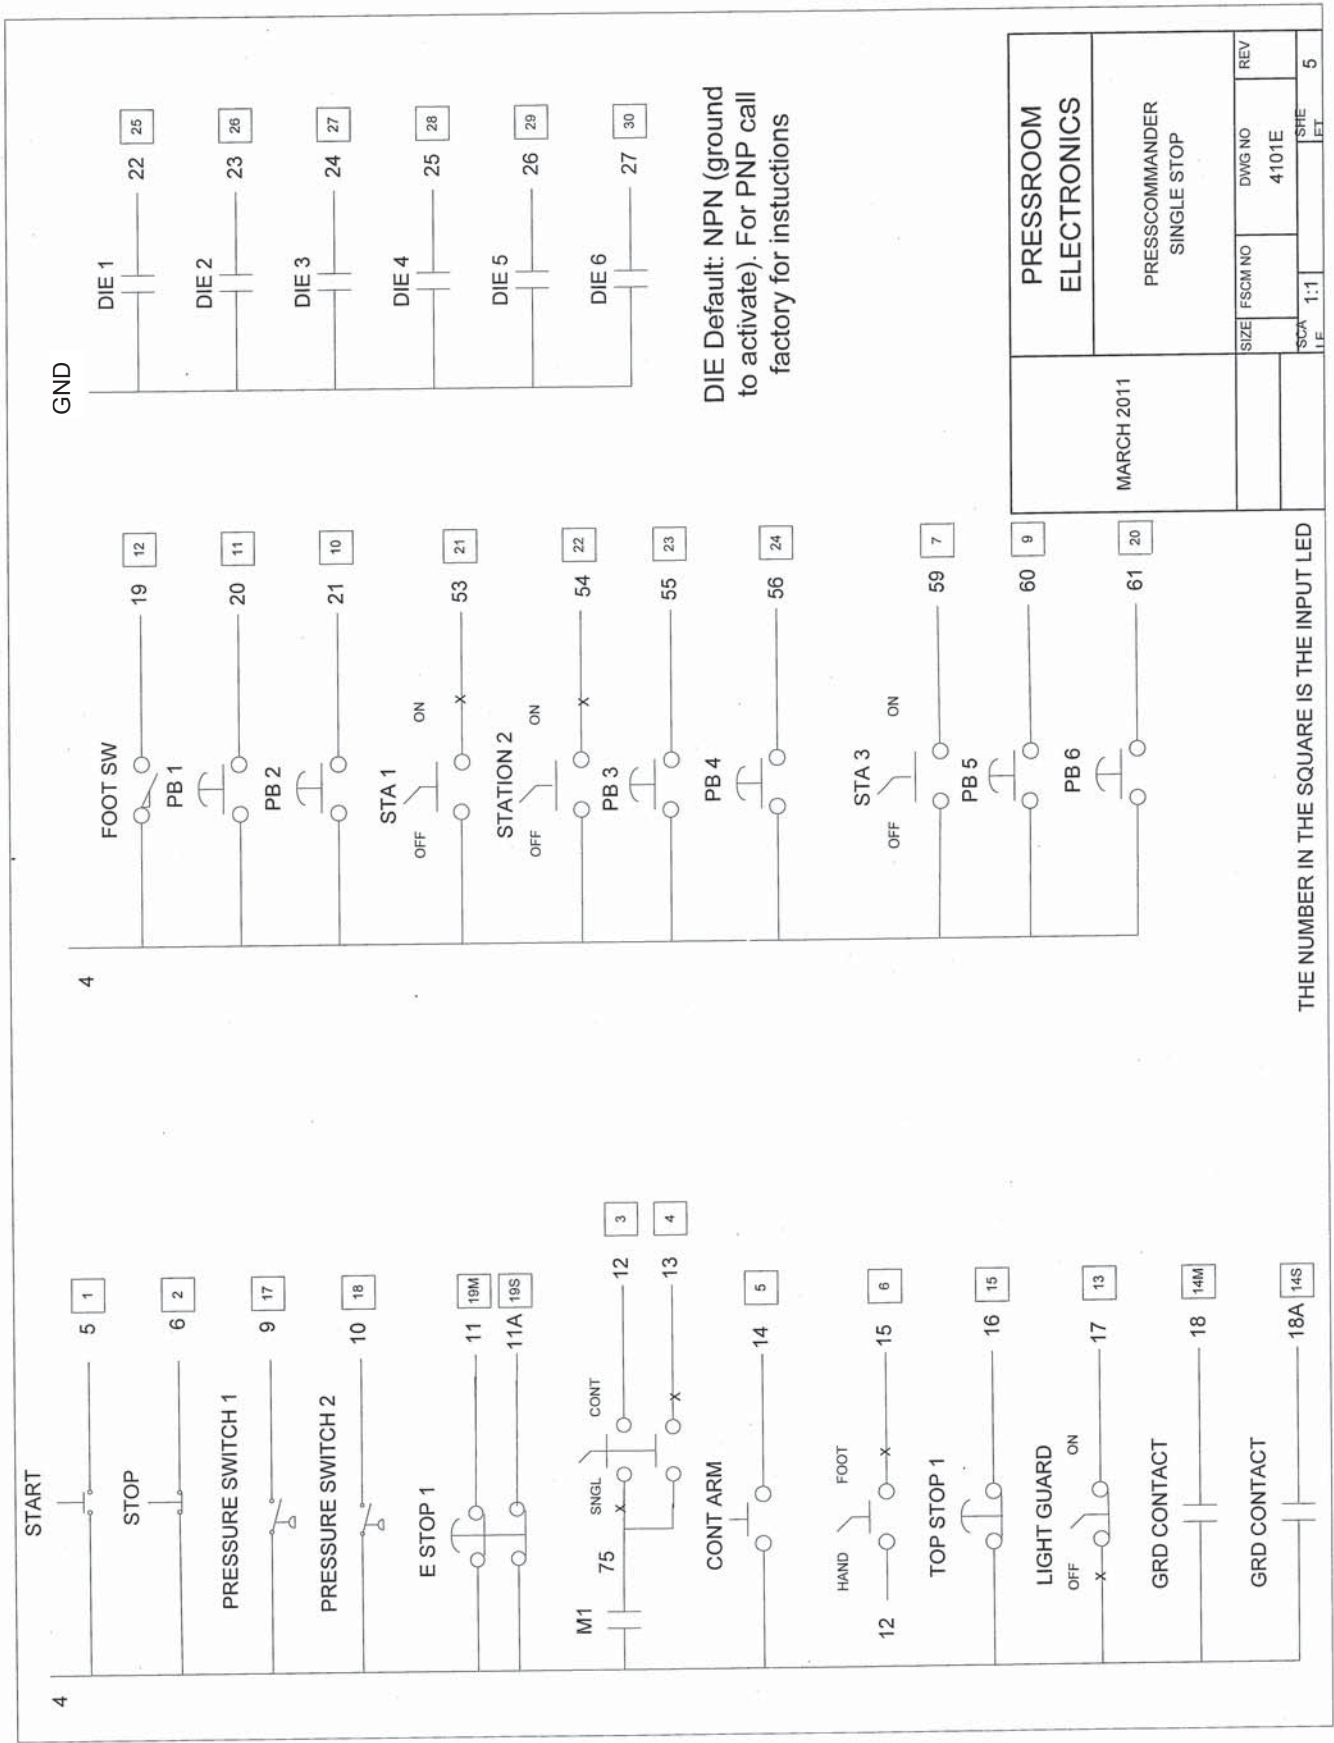 4
START
5
1
STOP
6
2
PRESSURE SWITCH 1
9
17
PRESSURE SWITCH 2
10
18
E STOP 1
11
19M
11A
19S
M1
75
SNGL
CONT
12
3
13
4
CONT ARM
14
5
HAND
FOOT
12
15
6
TOP STOP 1
16
15
LIGHT GUARD
OFF
ON
17
13
GRD CONTACT
18
14M
GRD CONTACT
18A
14S
4
FOOT SW
19
12
PB 1
20
11
PB 2
21
10
STA 1
OFF
ON
53
21
STATION 2
OFF
ON
54
22
PB 3
55
23
PB 4
56
24
STA 3
OFF
ON
59
7
PB 5
60
9
PB 6
61
20
THE NUMBER IN THE SQUARE IS THE INPUT LED
GND
DIE 1
22
25
DIE 2
23
26
DIE 3
24
27
DIE 4
25
28
DIE 5
26
29
DIE 6
27
30
DIE Default: NPN (ground
to activate). For PNP call
factory for instuctions
MARCH 2011
PRESSROOM
ELECTRONICS
PRESSCOMMANDER
SINGLE STOP
SIZE
FSCM NO
DWG NO
4101E
REV
SCA
LE
1:1
SHE
ET
5